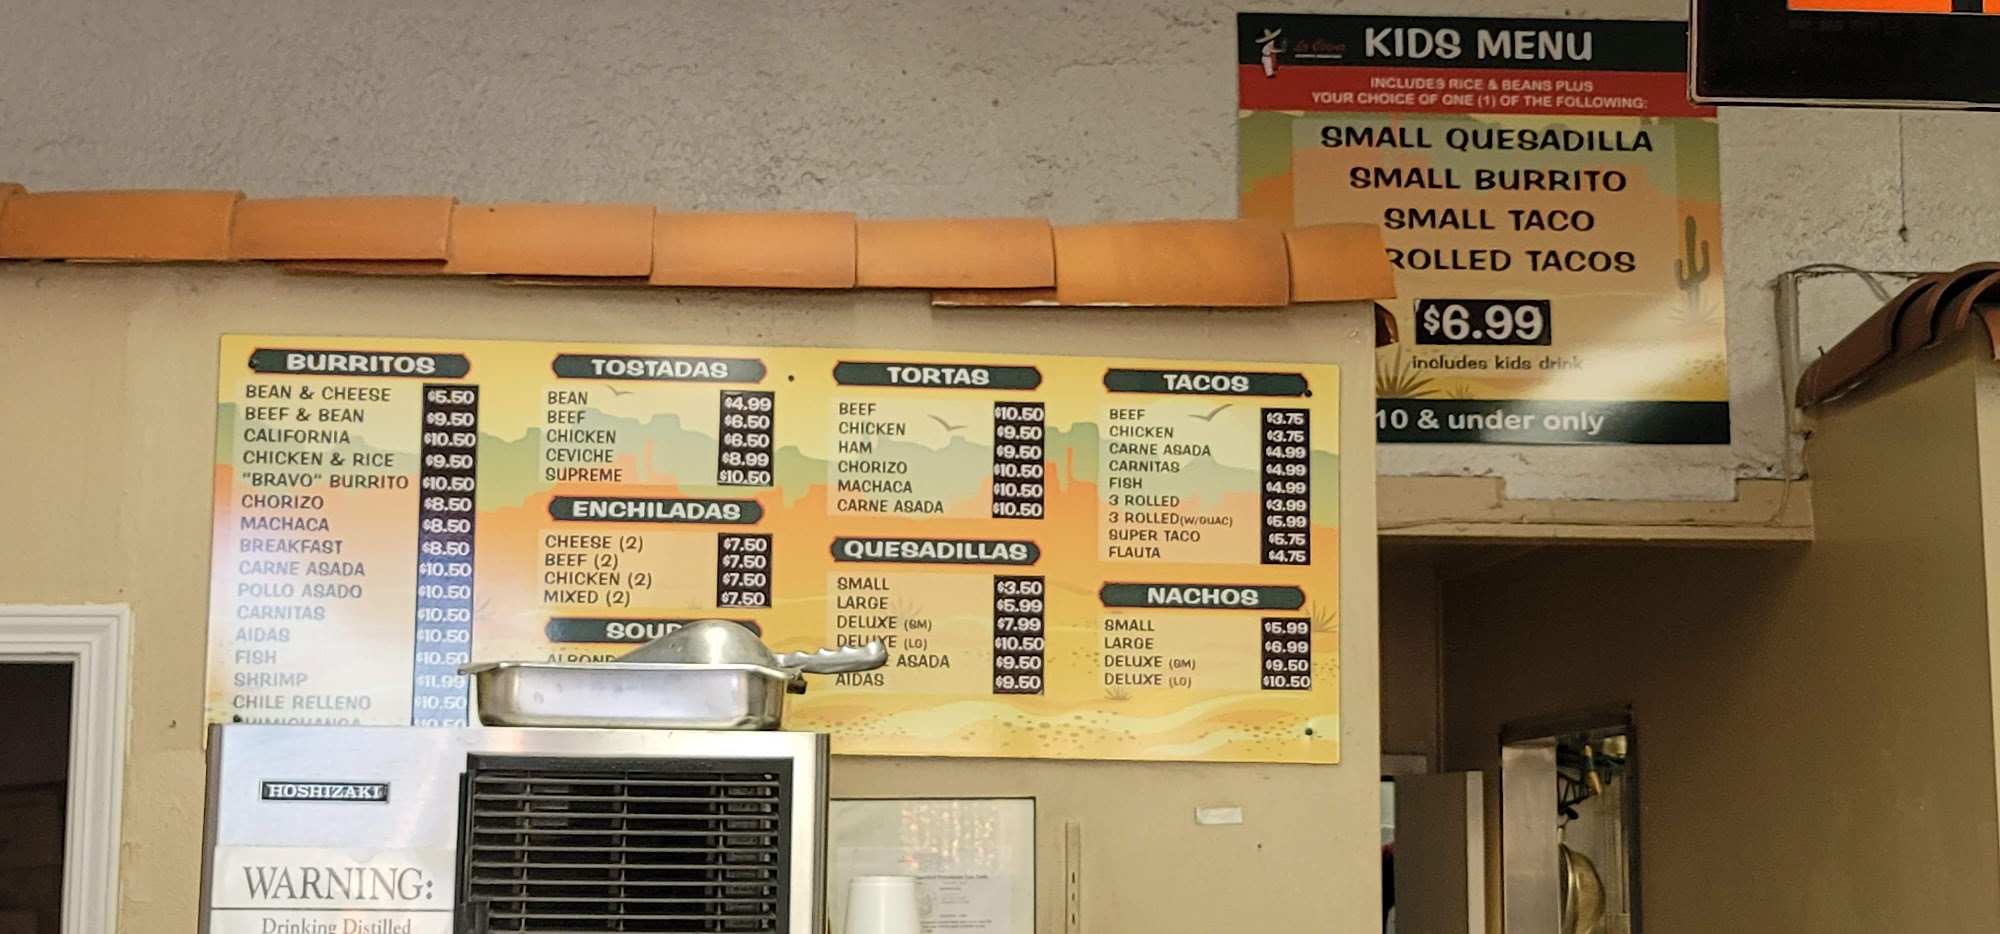 KIDS MENU
INCLUDES RICE & BEANS PLUS
YOUR CHOICE OF ONE (1) OF THE FOLLOWING:
SMALL QUESADILLA
SMALL BURRITO
SMALL TACO
ROLLED TACOS
$6.99
includes kids drink
10 & under only
BURRITOS
BEAN & CHEESE $5.50
BEEF & BEAN $9.50
CALIFORNIA $10.50
CHICKEN & RICE $9.50
"BRAVO" BURRITO $10.50
CHORIZO $8.50
MACHACA $8.50
BREAKFAST $8.50
CARNE ASADA $10.50
POLLO ASADO $10.50
CARNITAS $10.50
AIDAS $10.50
FISH $10.50
SHRIMP $11.99
CHILE RELLENO $10.50
TOSTADAS
BEAN $4.99
BEEF $6.50
CHICKEN $6.50
CEVICHE $8.99
SUPREME $10.50
ENCHILADAS
CHEESE (2) $7.50
BEEF (2) $7.50
CHICKEN (2) $7.50
MIXED (2) $7.50
SOUP
TORTAS
BEEF $10.50
CHICKEN $9.50
HAM $9.50
CHORIZO $10.50
MACHACA $10.50
CARNE ASADA $10.50
QUESADILLAS
SMALL $3.50
LARGE $5.99
DELUXE (SM) $7.99
DELUXE (LG) $10.50
ASADA $9.50
AIDAS $9.50
TACOS
BEEF $3.75
CHICKEN $3.75
CARNE ASADA $4.99
CARNITAS $4.99
FISH $4.99
3 ROLLED $3.99
3 ROLLED(W/GUAC) $5.99
SUPER TACO $5.75
FLAUTA $4.75
NACHOS
SMALL $5.99
LARGE $6.99
DELUXE (SM) $9.50
DELUXE (LG) $10.50
HOSHIZAKI
WARNING:
Drinking Distilled